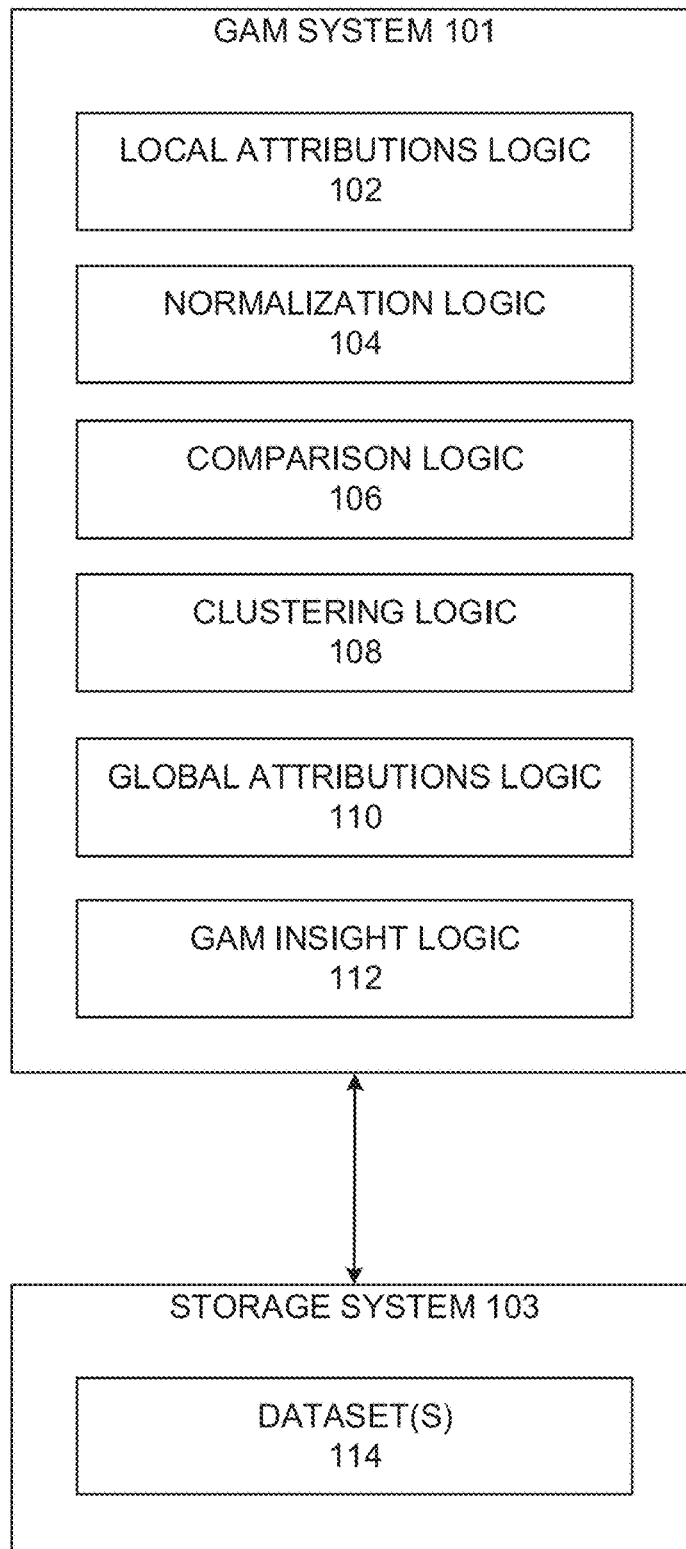 GAM SYSTEM 101
LOCAL ATTRIBUTIONS LOGIC
102
NORMALIZATION LOGIC
104
COMPARISON LOGIC
106
CLUSTERING LOGIC
108
GLOBAL ATTRIBUTIONS LOGIC
110
GAM INSIGHT LOGIC
112
STORAGE SYSTEM 103
DATASET(S)
114